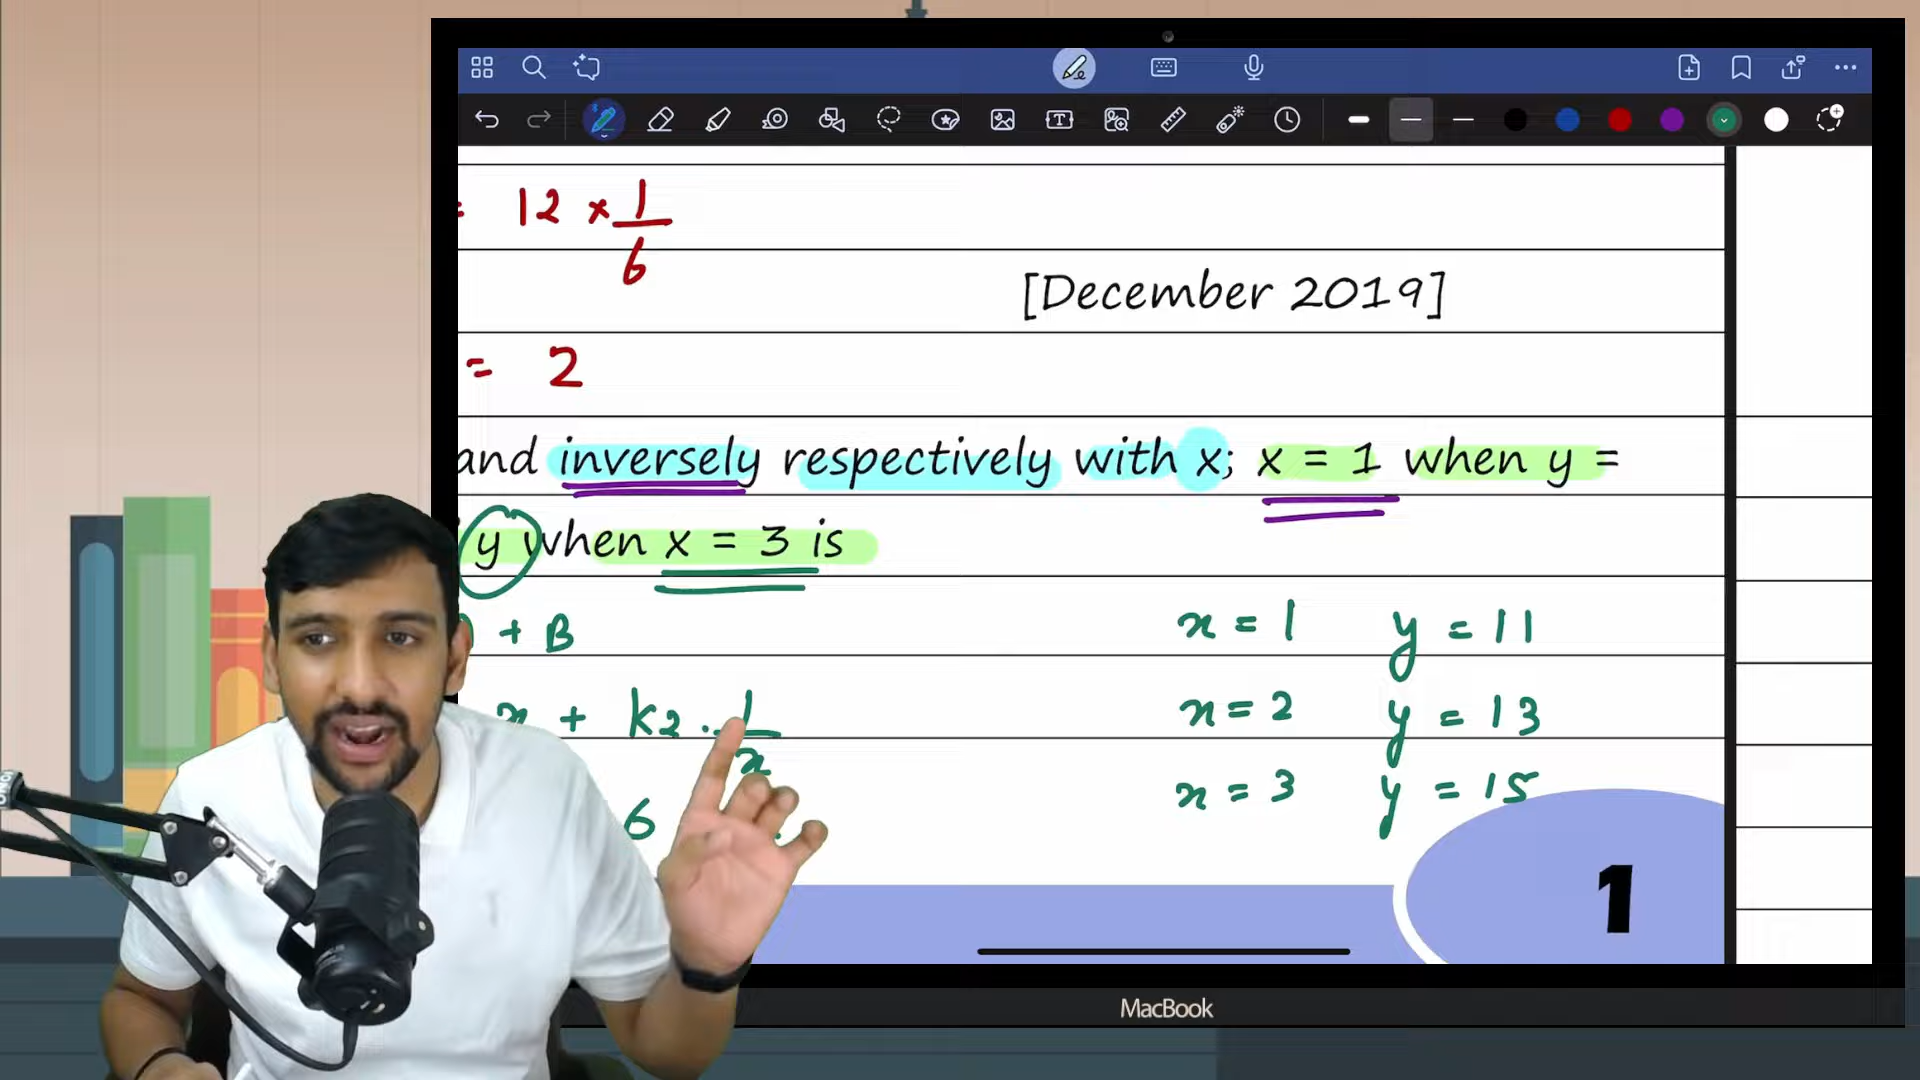 = 12 × 1/6
[December 2019]
= 2
and inversely respectively with x; x = 1 when y =
y when x = 3 is
+ B
x = 1 y = 11
x + k2 . 1/x
x = 2 y = 13
x = 3 y = 15
6
1
MacBook